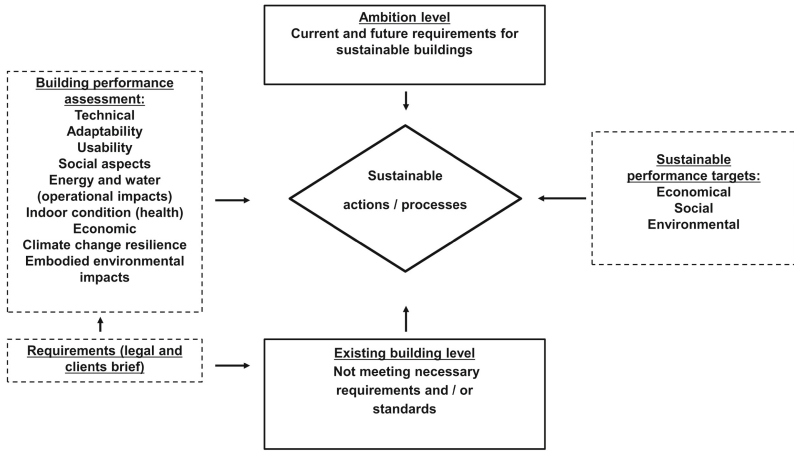 Ambition level
Current and future requirements for
sustainable buildings
Building performance
assessment:
Technical
Adaptability
Usability
Social aspects
Energy and water
(operational impacts)
Indoor condition (health)
Economic
Climate change resilience
Embodied environmental
impacts
Sustainable
actions / processes
Sustainable
performance targets:
Economical
Social
Environmental
Requirements (legal and
clients brief)
Existing building level
Not meeting necessary
requirements and / or
standards